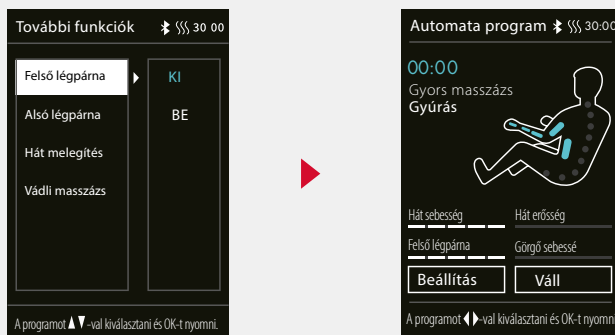 További funkciók 30 00
Felső légpárna KI
Alsó légpárna BE
Hát melegítés
Vádli masszázs
A programot -val kiválasztani és OK-t nyomni.
Automata program 30:00
00:00
Gyors masszázs
Gyúrás
Hát sebesség Hát erősség
Felső légpárna Görgő sebessé
Beállítás Váll
A programot -val kiválasztani és OK-t nyomni